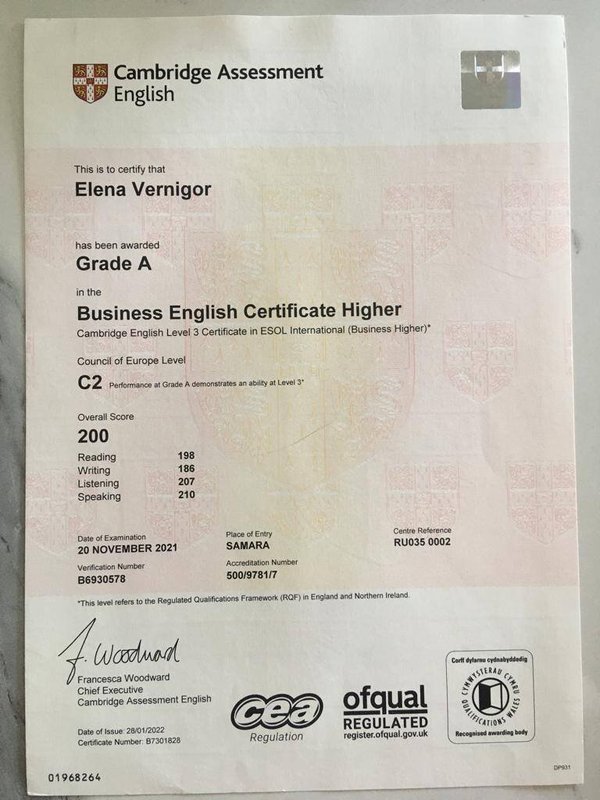 Cambridge Assessment
English
This is to certify that
Elena Vernigor
has been awarded
Grade A
in the
Business English Certificate Higher
Cambridge English Level 3 Certificate in ESOL International (Business Higher)*
Council of Europe Level
C2 Performance at Grade A demonstrates an ability at Level 3*
Overall Score
200
Reading 198
Writing 186
Listening 207
Speaking 210
Date of Examination
20 NOVEMBER 2021
Place of Entry
SAMARA
Centre Reference
RU035 0002
Verification Number
B6930578
Accreditation Number
500/9781/7
*This level refers to the Regulated Qualifications Framework (RQF) in England and Northern Ireland.
F. Woodward
Francesca Woodward
Chief Executive
Cambridge Assessment English
Date of Issue: 28/01/2022
Certificate Number: B7301828
cea
Regulation
ofqual
REGULATED
register.ofqual.gov.uk
Corff dyfarnu cydnabyddedig
CYMWYSTERAU CYMRU
QUALIFICATIONS WALES
Recognised awarding body
01968264
DP931